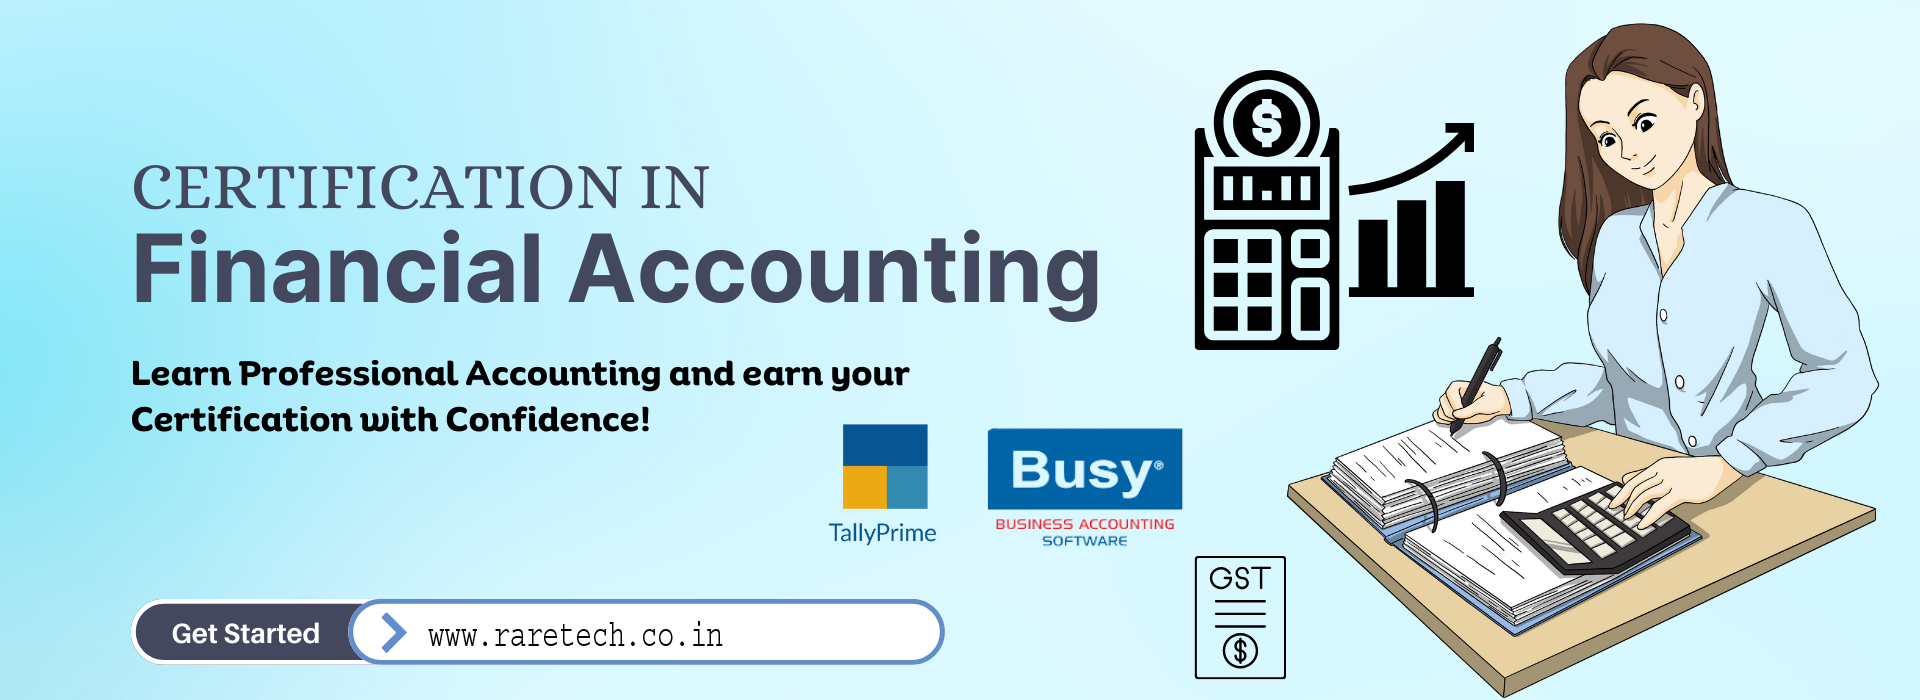 CERTIFICATION IN
Financial Accounting
Learn Professional Accounting and earn your
Certification with Confidence!
TallyPrime
Busy®
BUSINESS ACCOUNTING
SOFTWARE
GST
$
$
Get Started
www.raretech.co.in